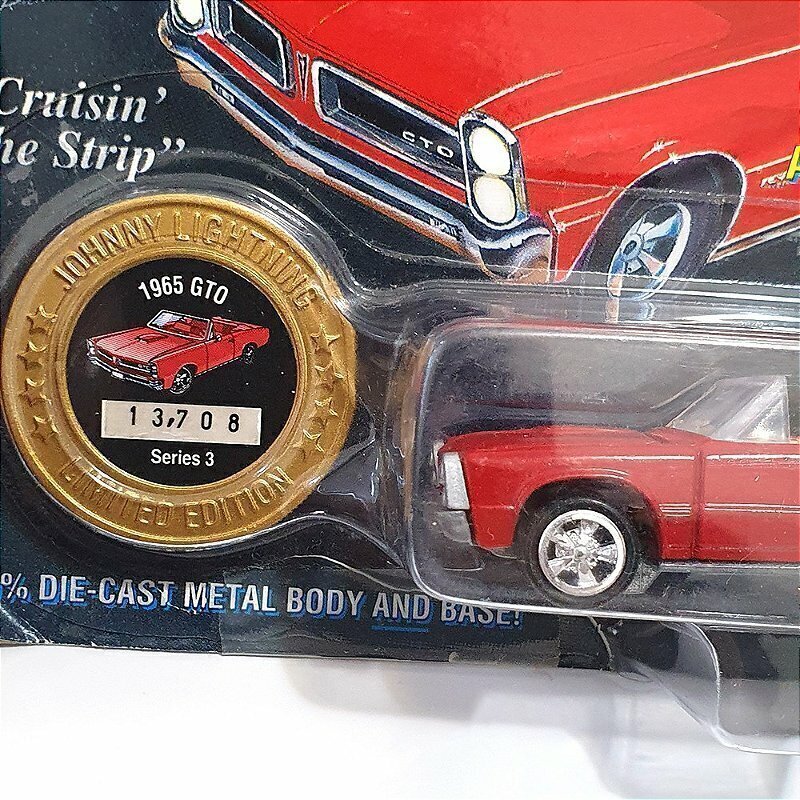 Cruisin'
he Strip"
GTO
JOHNNY LIGHTNING
1965 GTO
13,708
Series 3
LIMITED EDITION
% DIE-CAST METAL BODY AND BASE!